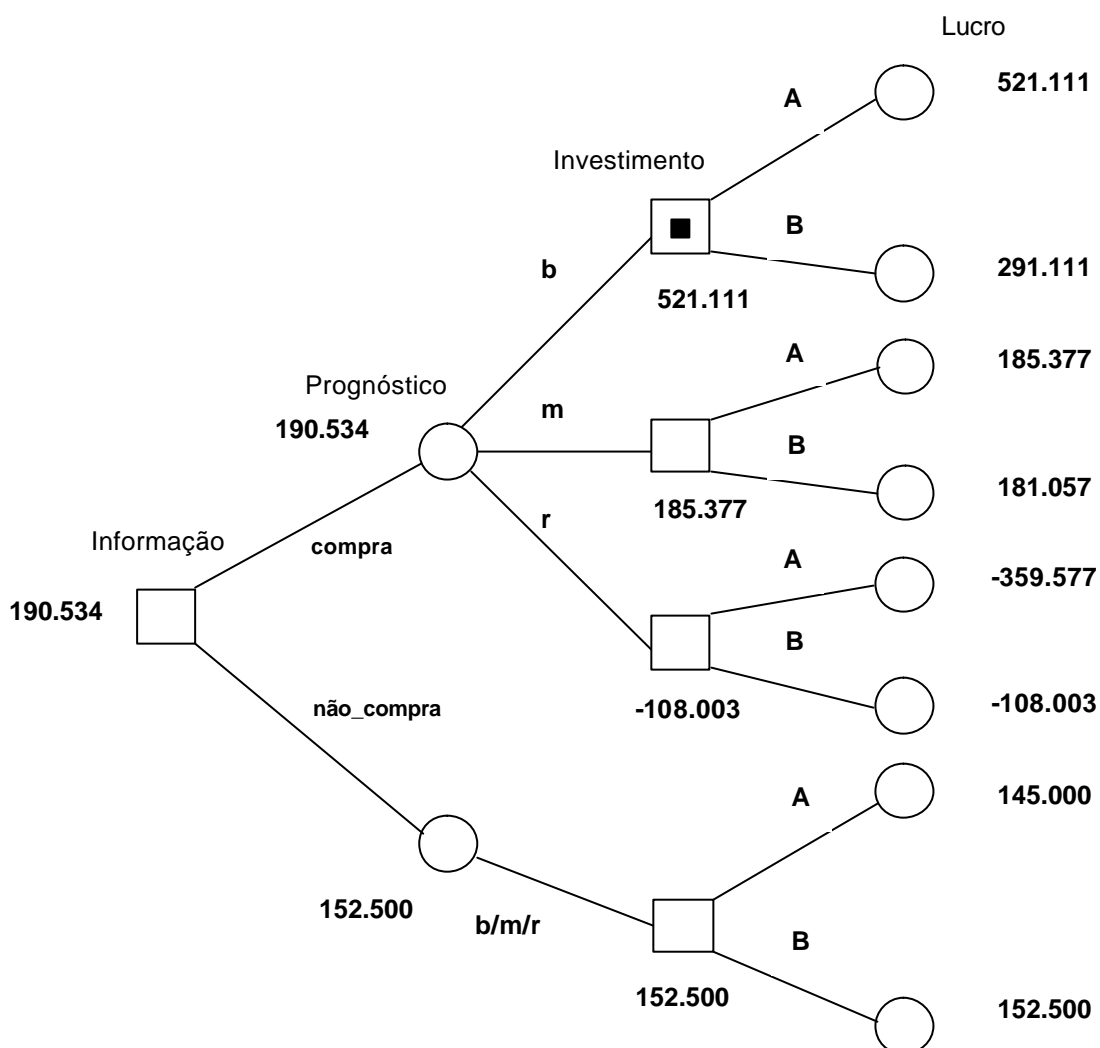 Lucro
A
521.111
Investimento
B
b
291.111
521.111
A
185.377
Prognóstico
m
190.534
B
181.057
185.377
r
Informação
compra
A
-359.577
190.534
B
-108.003
não_compra
-108.003
A
145.000
152.500
b/m/r
B
152.500
152.500